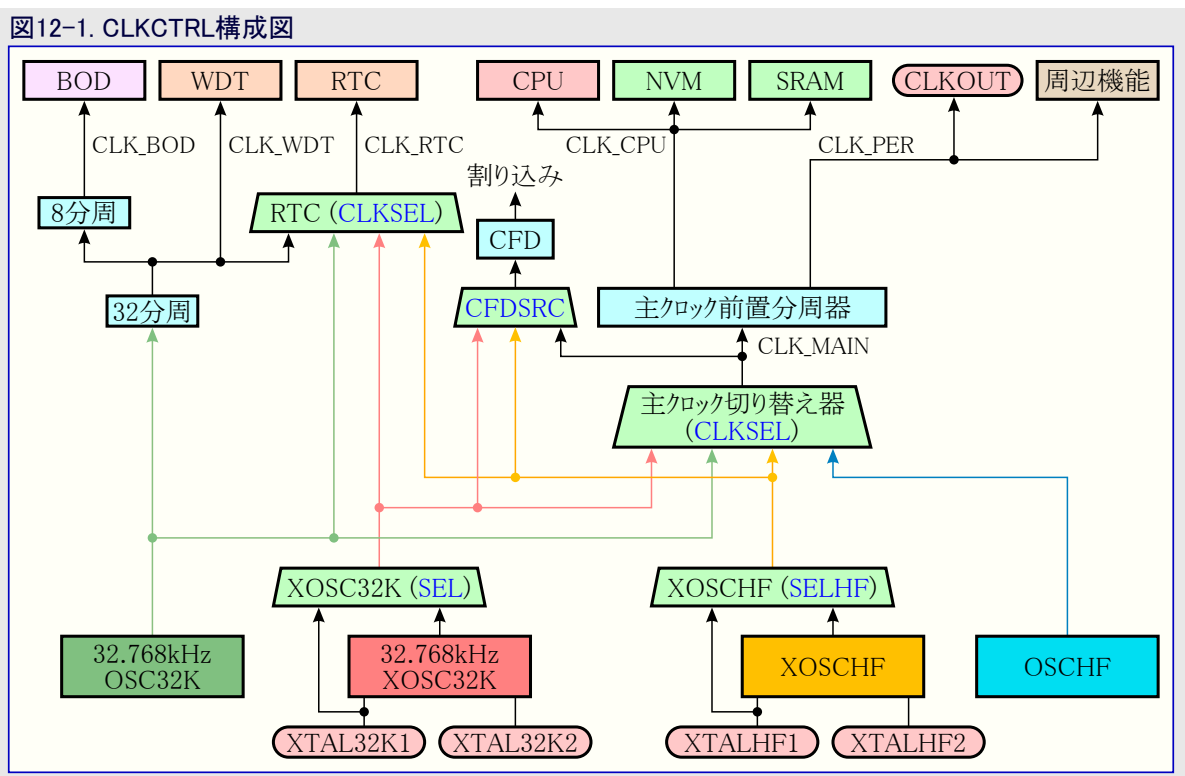 図12-1. CLKCTRL構成図
BOD
WDT
RTC
CPU
NVM
SRAM
CLKOUT
周辺機能
CLK_BOD
CLK_WDT
CLK_RTC
CLK_CPU
CLK_PER
割り込み
8分周
RTC (CLKSEL)
CFD
32分周
CFDSRC
主クロック前置分周器
CLK_MAIN
主クロック切り替え器
(CLKSEL)
XOSC32K (SEL)
XOSCHF (SELHF)
32.768kHz
OSC32K
32.768kHz
XOSC32K
XOSCHF
OSCHF
XTAL32K1
XTAL32K2
XTALHF1
XTALHF2